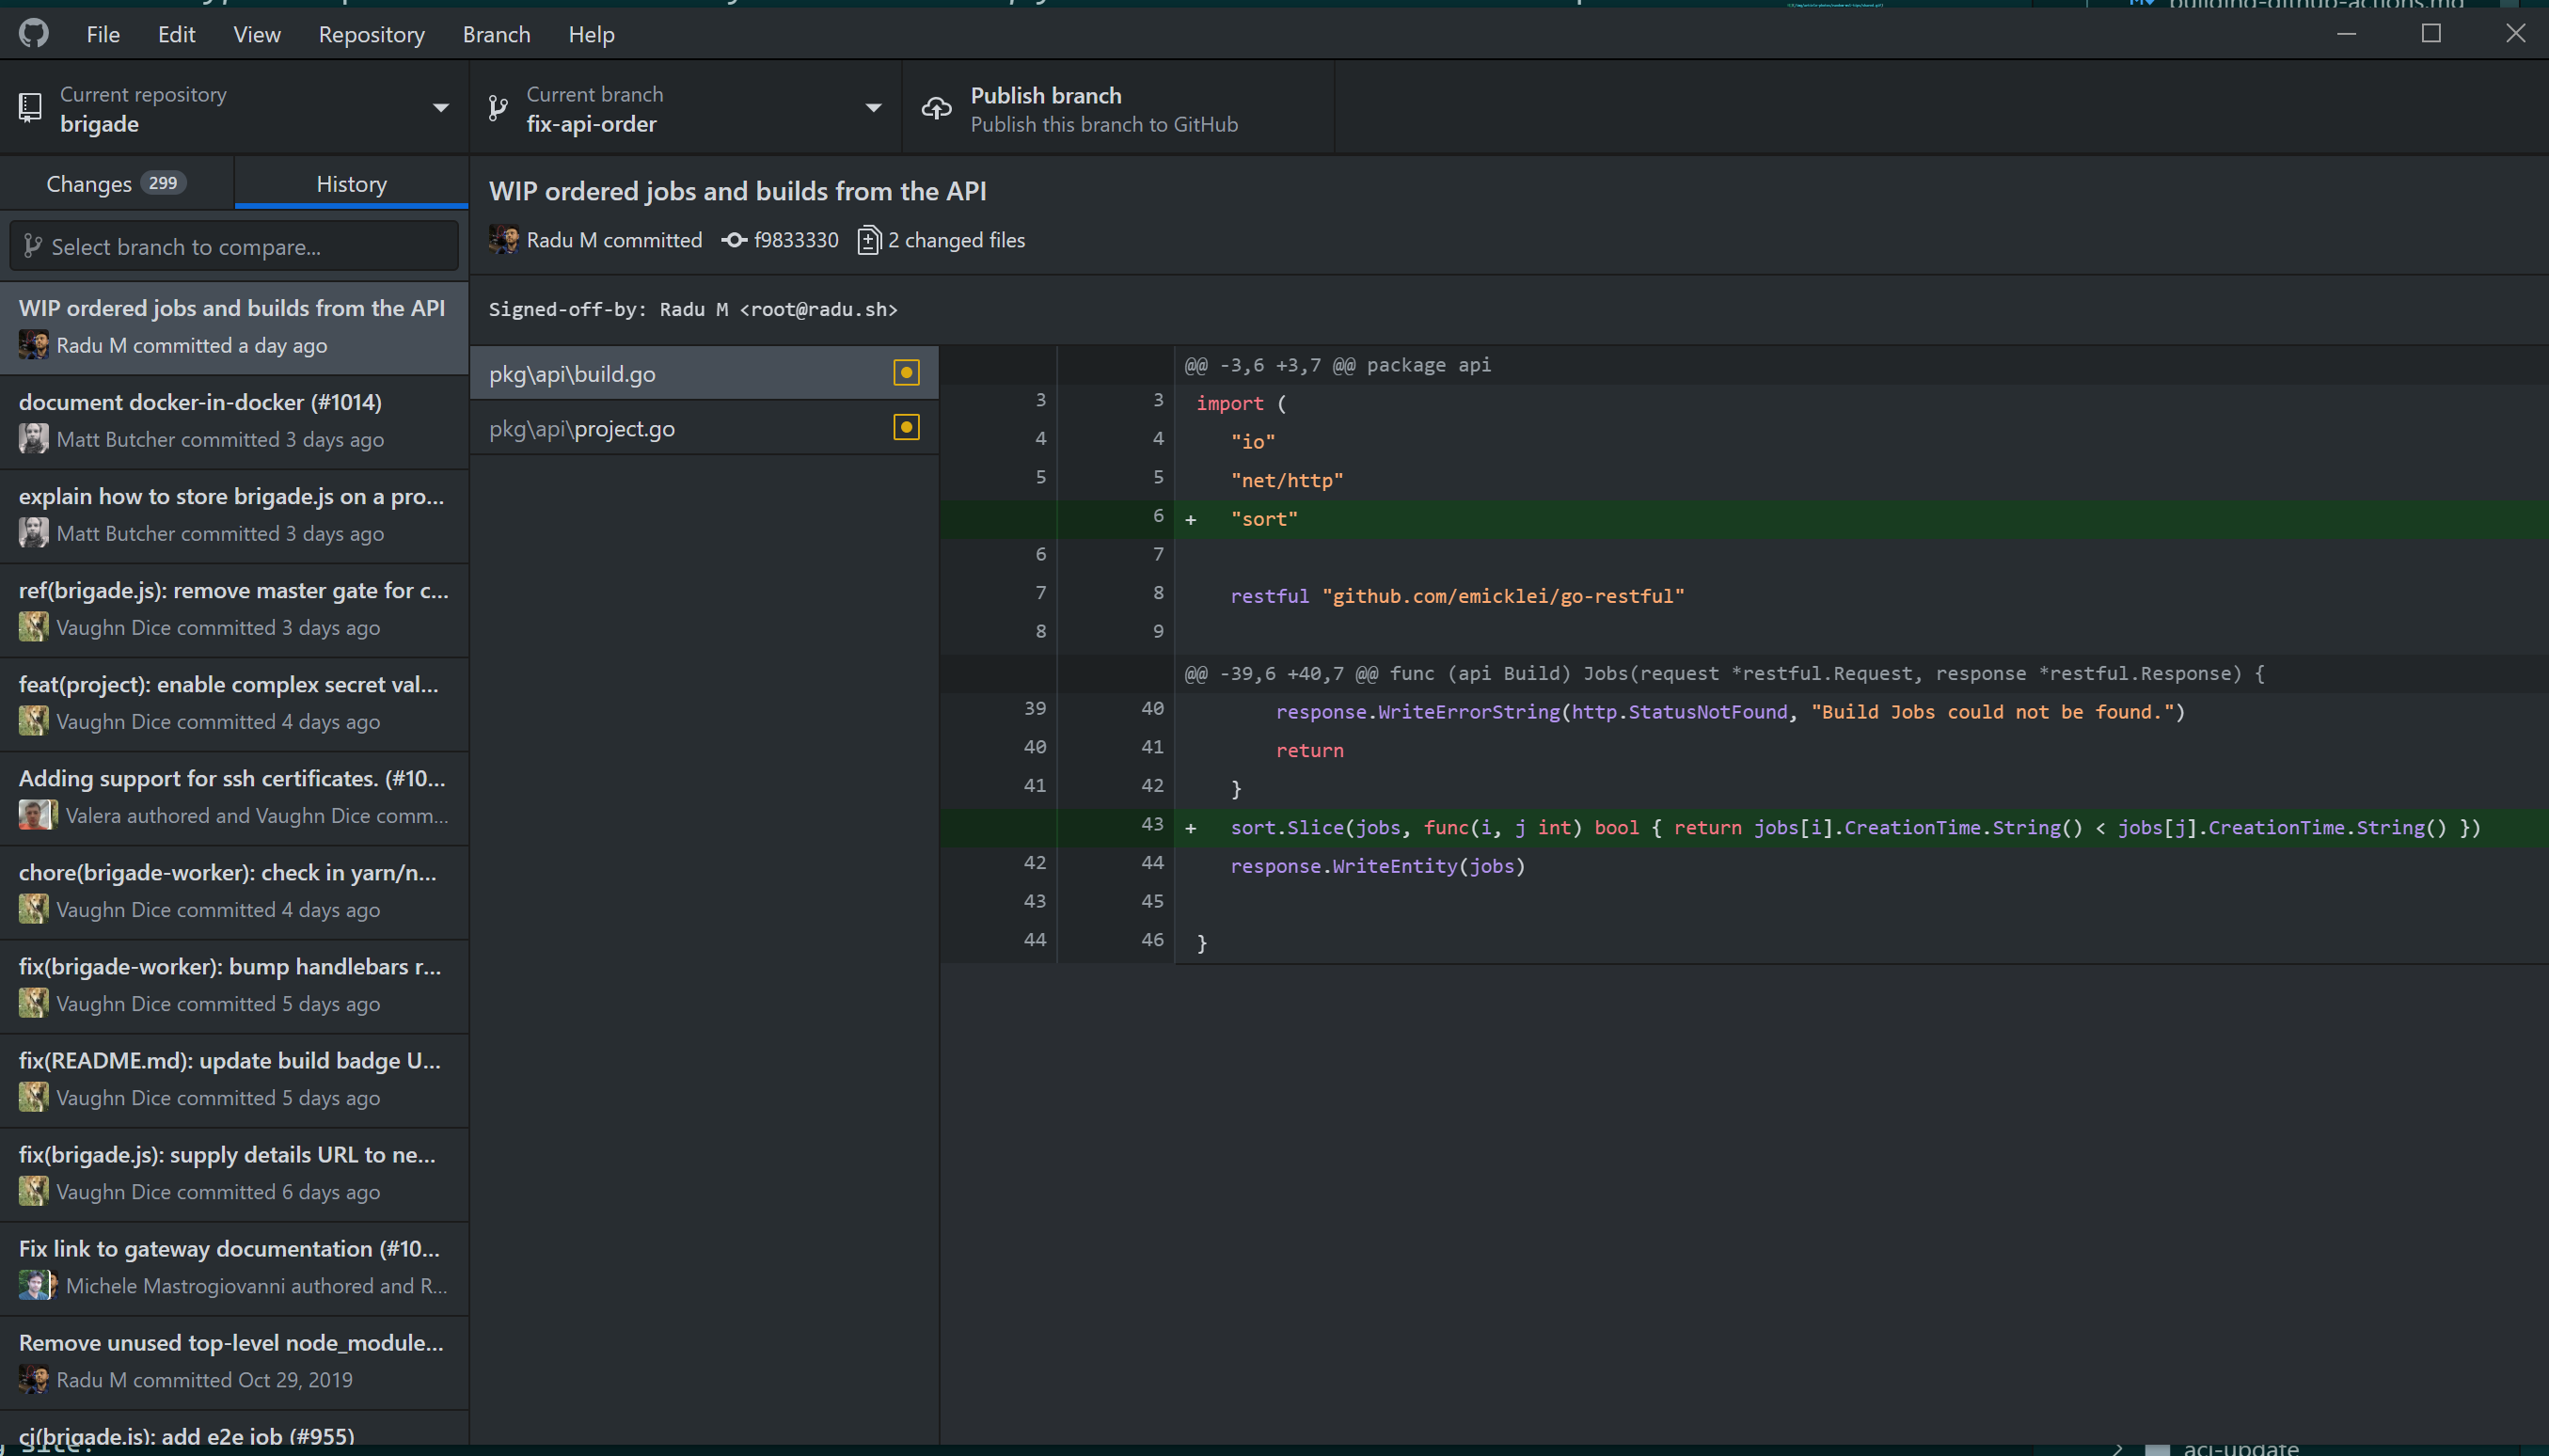 building-github-actions.md
File Edit View Repository Branch Help
Current repository
brigade
Current branch
fix-api-order
Publish branch
Publish this branch to GitHub
Changes 299
History
Select branch to compare...
WIP ordered jobs and builds from the API
Radu M committed a day ago
document docker-in-docker (#1014)
Matt Butcher committed 3 days ago
explain how to store brigade.js on a pro...
Matt Butcher committed 3 days ago
ref(brigade.js): remove master gate for c...
Vaughn Dice committed 3 days ago
feat(project): enable complex secret val...
Vaughn Dice committed 4 days ago
Adding support for ssh certificates. (#10...
Valera authored and Vaughn Dice comm...
chore(brigade-worker): check in yarn/n...
Vaughn Dice committed 4 days ago
fix(brigade-worker): bump handlebars r...
Vaughn Dice committed 5 days ago
fix(README.md): update build badge U...
Vaughn Dice committed 5 days ago
fix(brigade.js): supply details URL to ne...
Vaughn Dice committed 6 days ago
Fix link to gateway documentation (#10...
Michele Mastrogiovanni authored and R...
Remove unused top-level node_module...
Radu M committed Oct 29, 2019
ci(brigade.js): add e2e job (#955)
WIP ordered jobs and builds from the API
Radu M committed f9833330 2 changed files
Signed-off-by: Radu M <root@radu.sh>
pkg\api\build.go
pkg\api\project.go
@@ -3,6 +3,7 @@ package api
3 3 import (
4 4 "io"
5 5 "net/http"
6 + "sort"
6 7
7 8 restful "github.com/emicklei/go-restful"
8 9
@@ -39,6 +40,7 @@ func (api Build) Jobs(request *restful.Request, response *restful.Response) {
39 40 response.WriteErrorString(http.StatusNotFound, "Build Jobs could not be found.")
40 41 return
41 42 }
43 + sort.Slice(jobs, func(i, j int) bool { return jobs[i].CreationTime.String() < jobs[j].CreationTime.String() })
42 44 response.WriteEntity(jobs)
43 45
44 46 }
aci-update